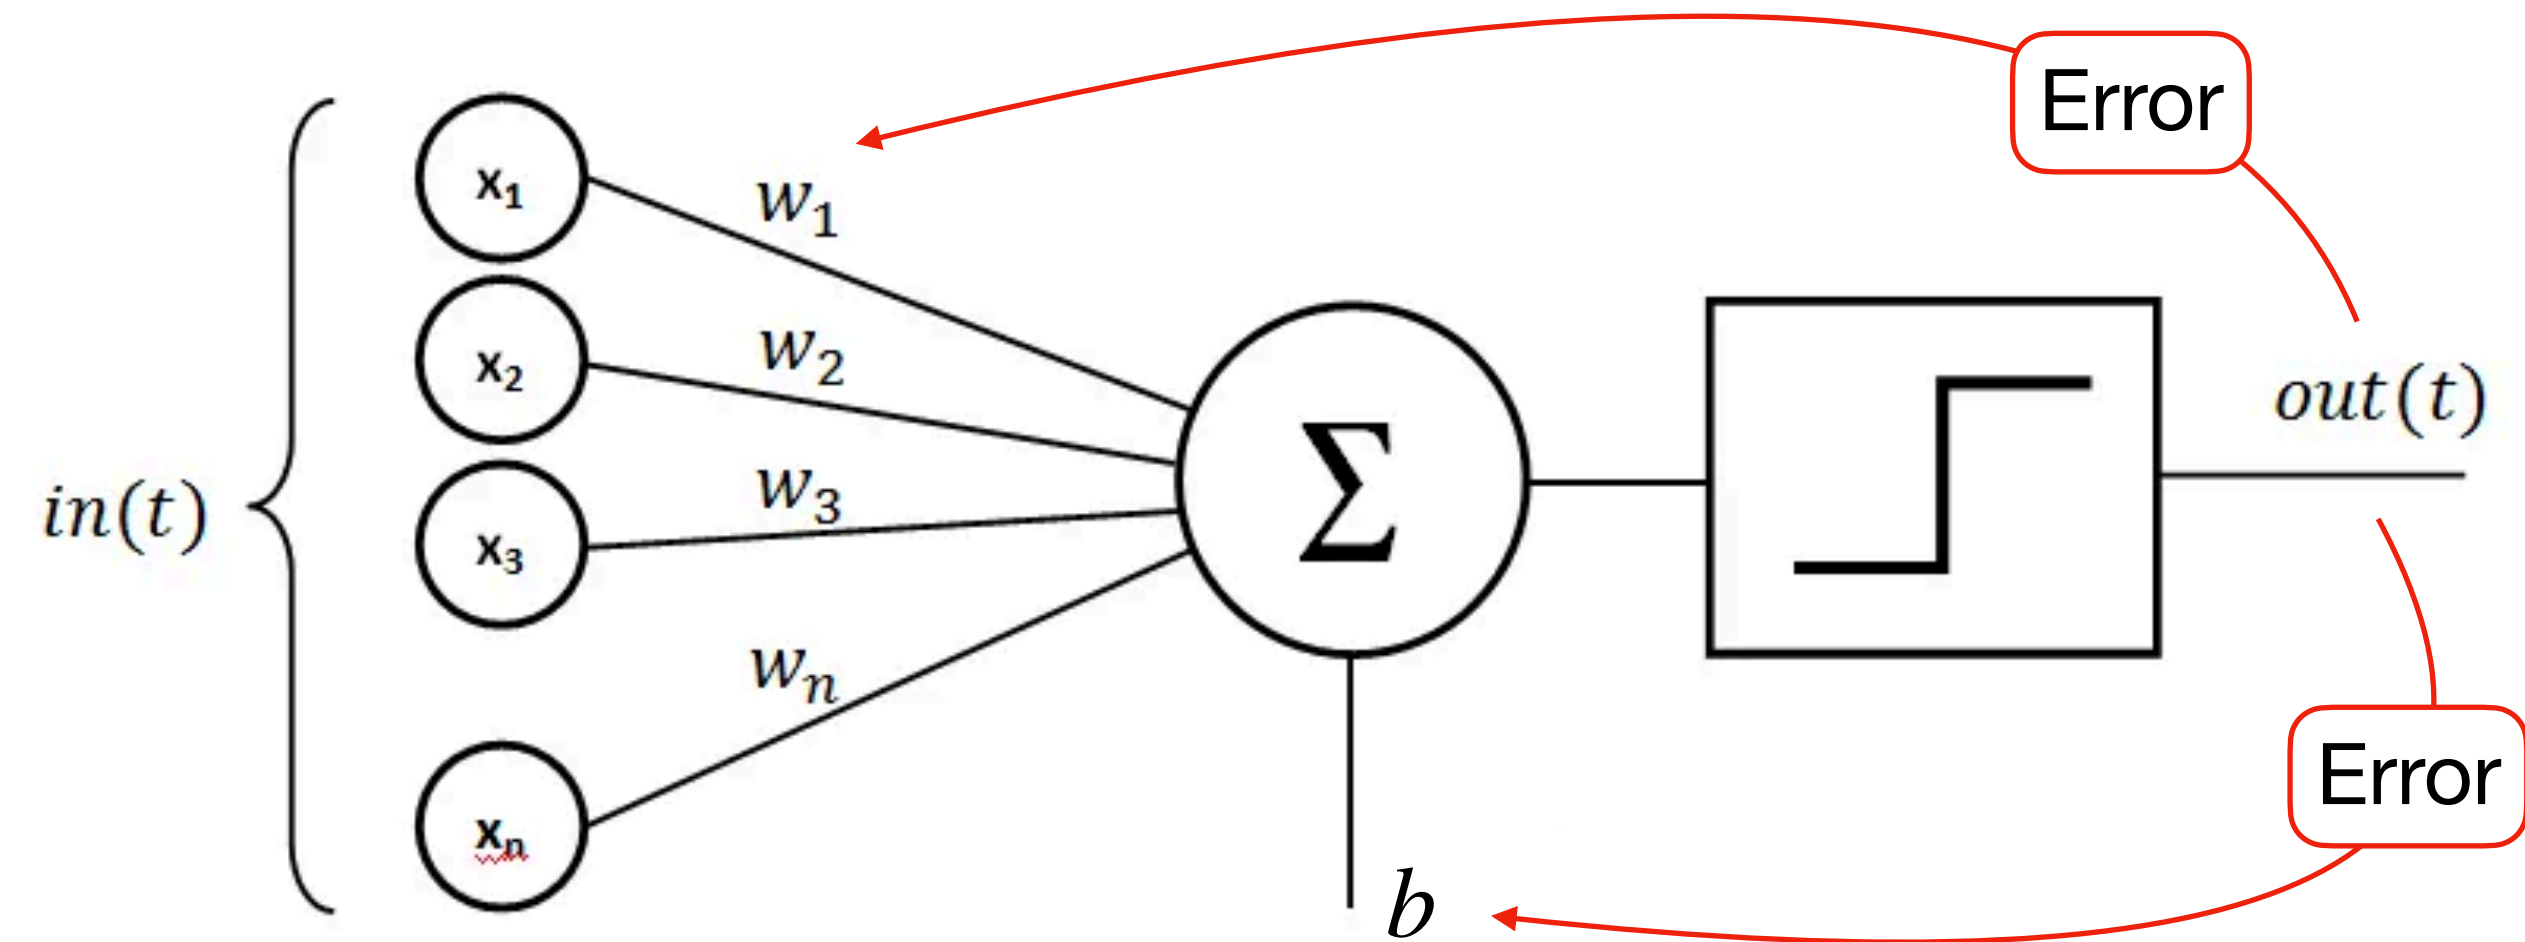 Error
x₁
w₁
x₂
w₂
out(t)
in(t)
x₃
w₃
Σ
wₙ
Error
xₙ
b